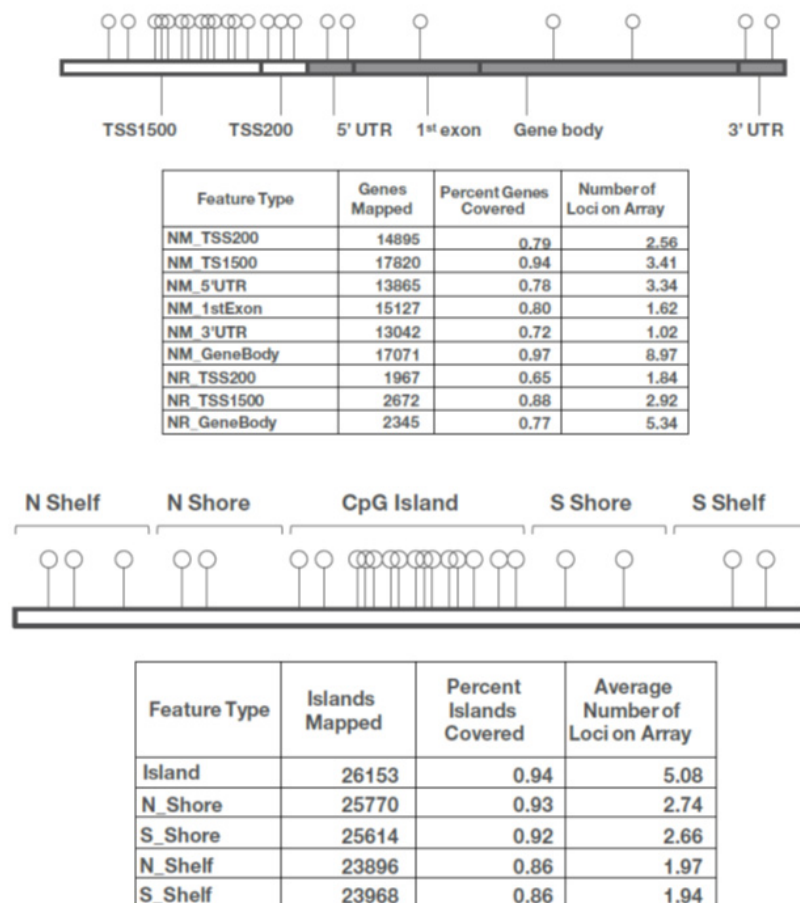 TSS1500 TSS200 5' UTR 1st exon Gene body 3' UTR
Feature Type Genes Mapped Percent Genes Covered Number of Loci on Array
NM_TSS200 14895 0.79 2.56
NM_TS1500 17820 0.94 3.41
NM_5'UTR 13865 0.78 3.34
NM_1stExon 15127 0.80 1.62
NM_3'UTR 13042 0.72 1.02
NM_GeneBody 17071 0.97 8.97
NR_TSS200 1967 0.65 1.84
NR_TSS1500 2672 0.88 2.92
NR_GeneBody 2345 0.77 5.34
N Shelf N Shore CpG Island S Shore S Shelf
Feature Type Islands Mapped Percent Islands Covered Average Number of Loci on Array
Island 26153 0.94 5.08
N_Shore 25770 0.93 2.74
S_Shore 25614 0.92 2.66
N_Shelf 23896 0.86 1.97
S_Shelf 23968 0.86 1.94